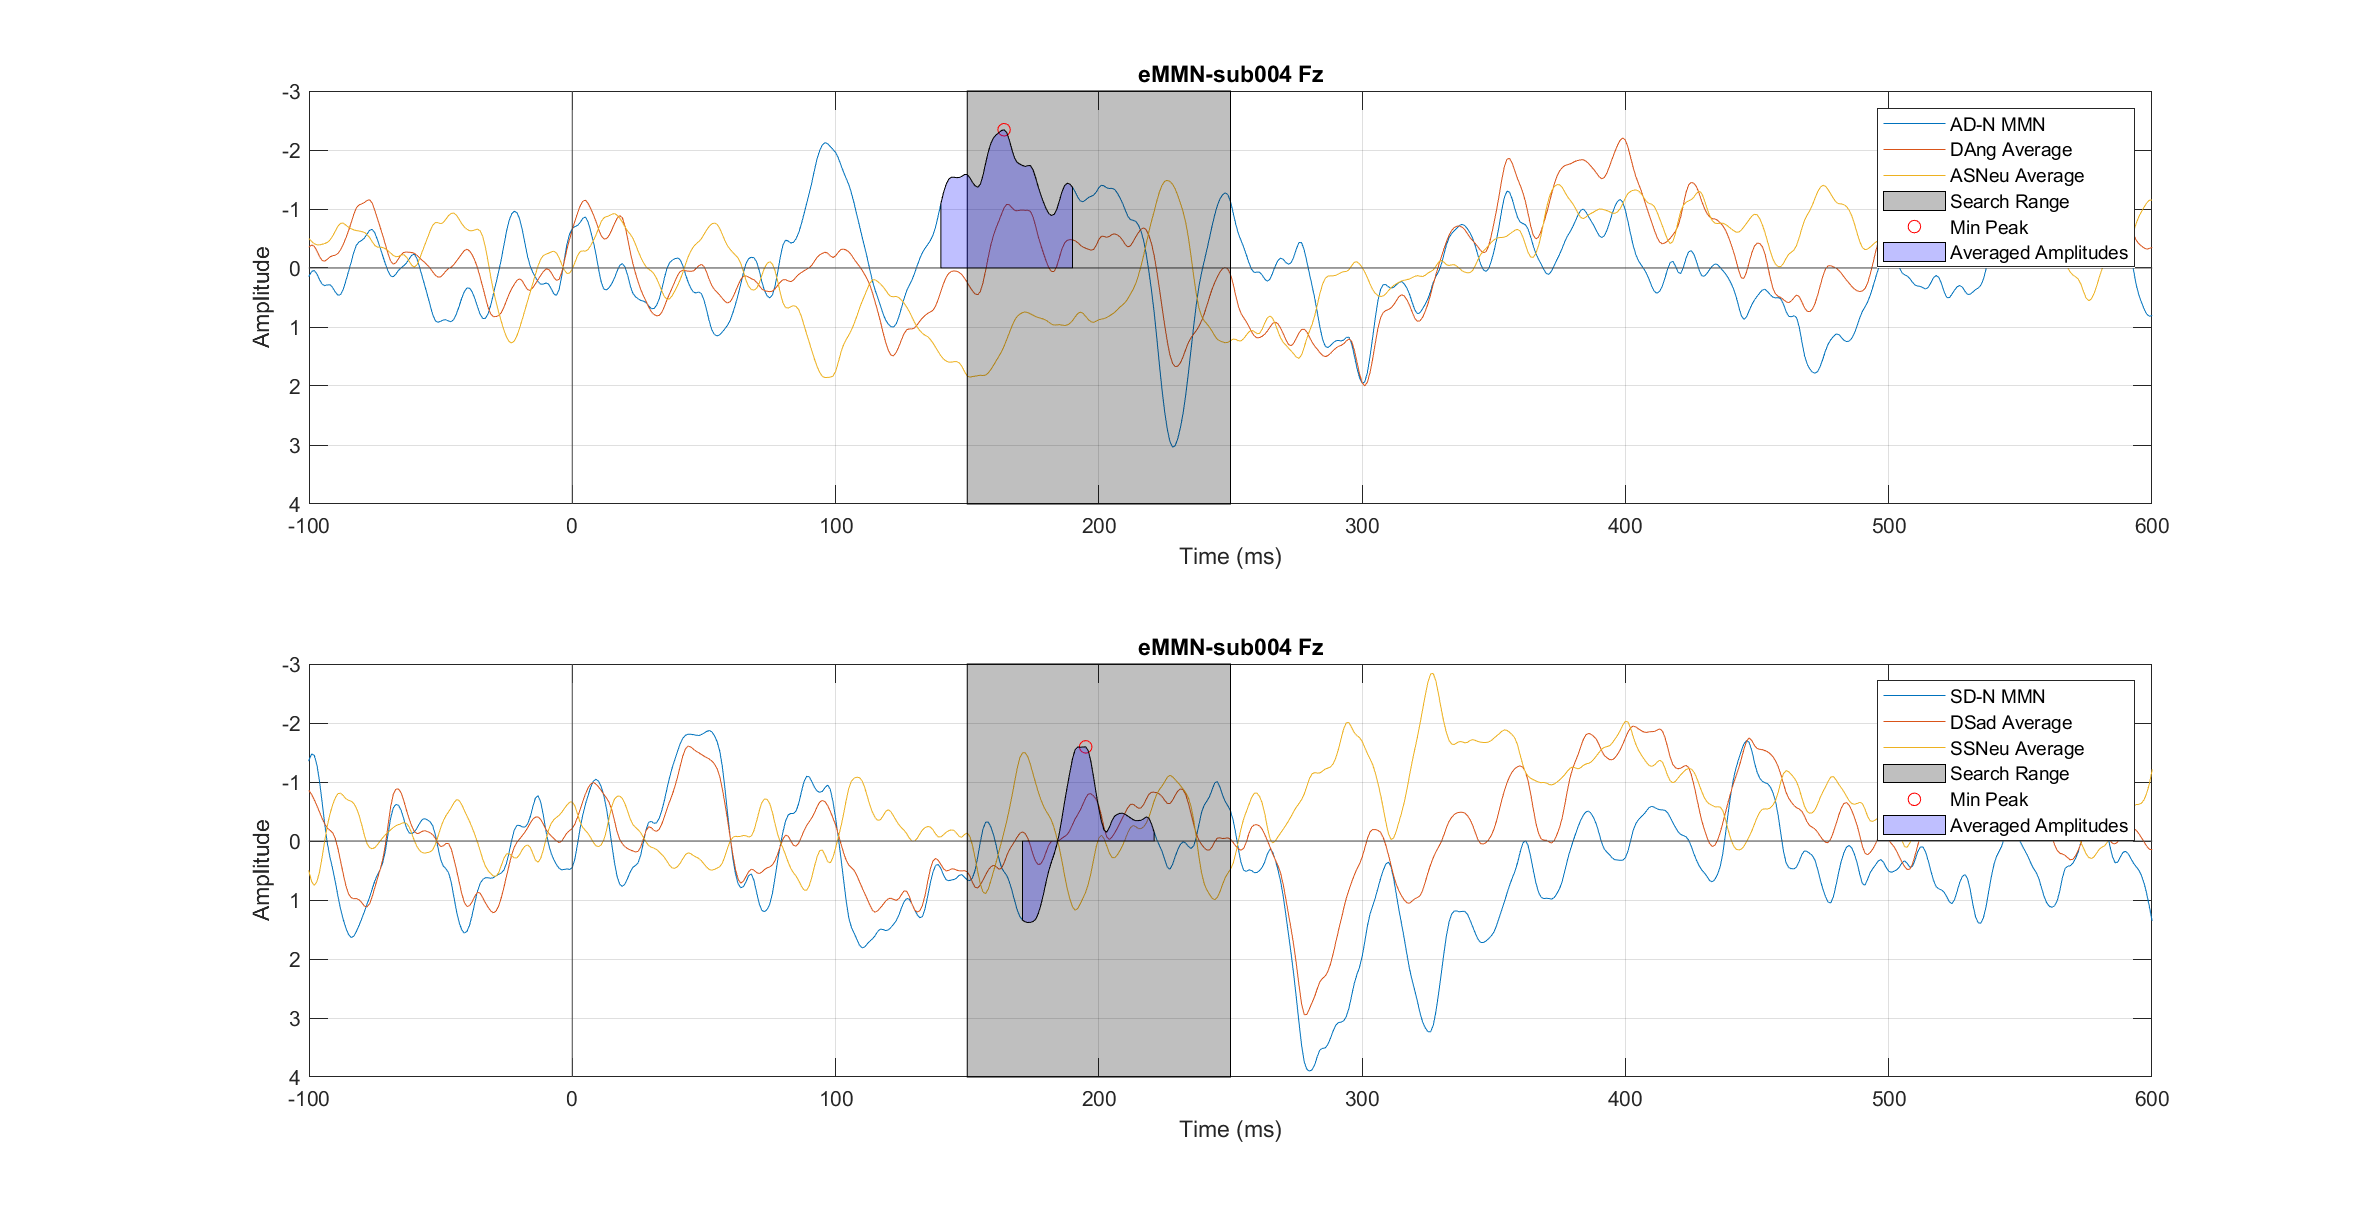 eMMN-sub004 Fz
-3
-2
-1
0
1
2
3
4
Amplitude
-100 0 100 200 300 400 500 600
Time (ms)
AD-N MMN
DAng Average
ASNeu Average
Search Range
Min Peak
Averaged Amplitudes
eMMN-sub004 Fz
-3
-2
-1
0
1
2
3
4
Amplitude
-100 0 100 200 300 400 500 600
Time (ms)
SD-N MMN
DSad Average
SSNeu Average
Search Range
Min Peak
Averaged Amplitudes